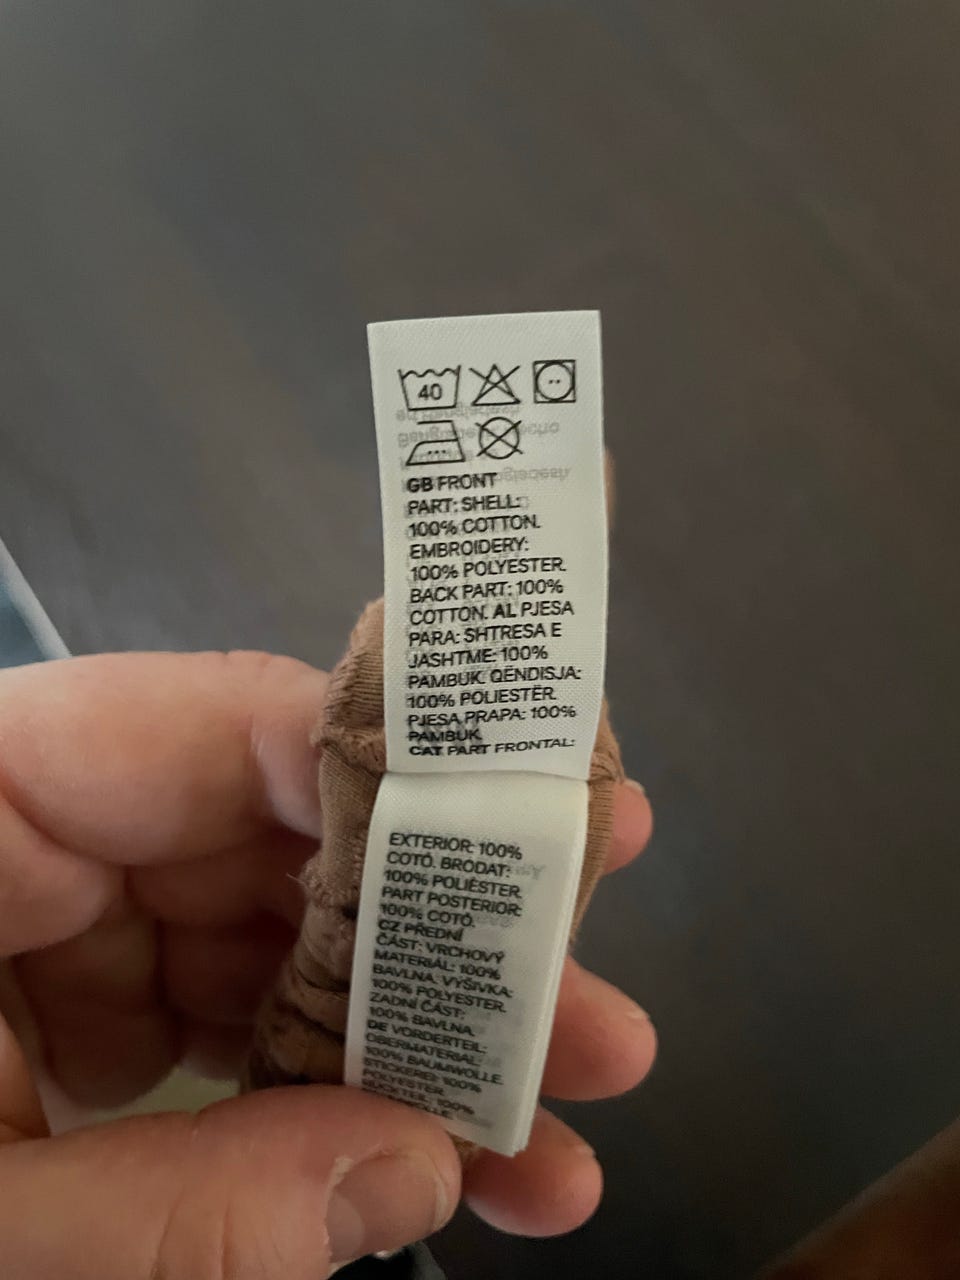 40
GB FRONT
PART: SHELL:
100% COTTON.
EMBROIDERY:
100% POLYESTER.
BACK PART: 100%
COTTON. AL PJESA
PARA: SHTRESA E
JASHTME: 100%
PAMBUK. QËNDISJA:
100% POLIESTËR.
PJESA PRAPA: 100%
PAMBUK.
CAT PART FRONTAL:
EXTERIOR: 100%
COTÓ. BRODAT:
100% POLIÈSTER.
PART POSTERIOR:
100% COTÓ.
CZ PŘEDNÍ
ČÁST: VRCHOVÝ
MATERIÁL: 100%
BAVLNA. VÝŠIVKA:
100% POLYESTER.
ZADNÍ ČÁST:
100% BAVLNA.
DE VORDERTEIL:
OBERMATERIAL:
100% BAUMWOLLE.
STICKEREI: 100%
POLYESTER.
RÜCKTEIL: 100%